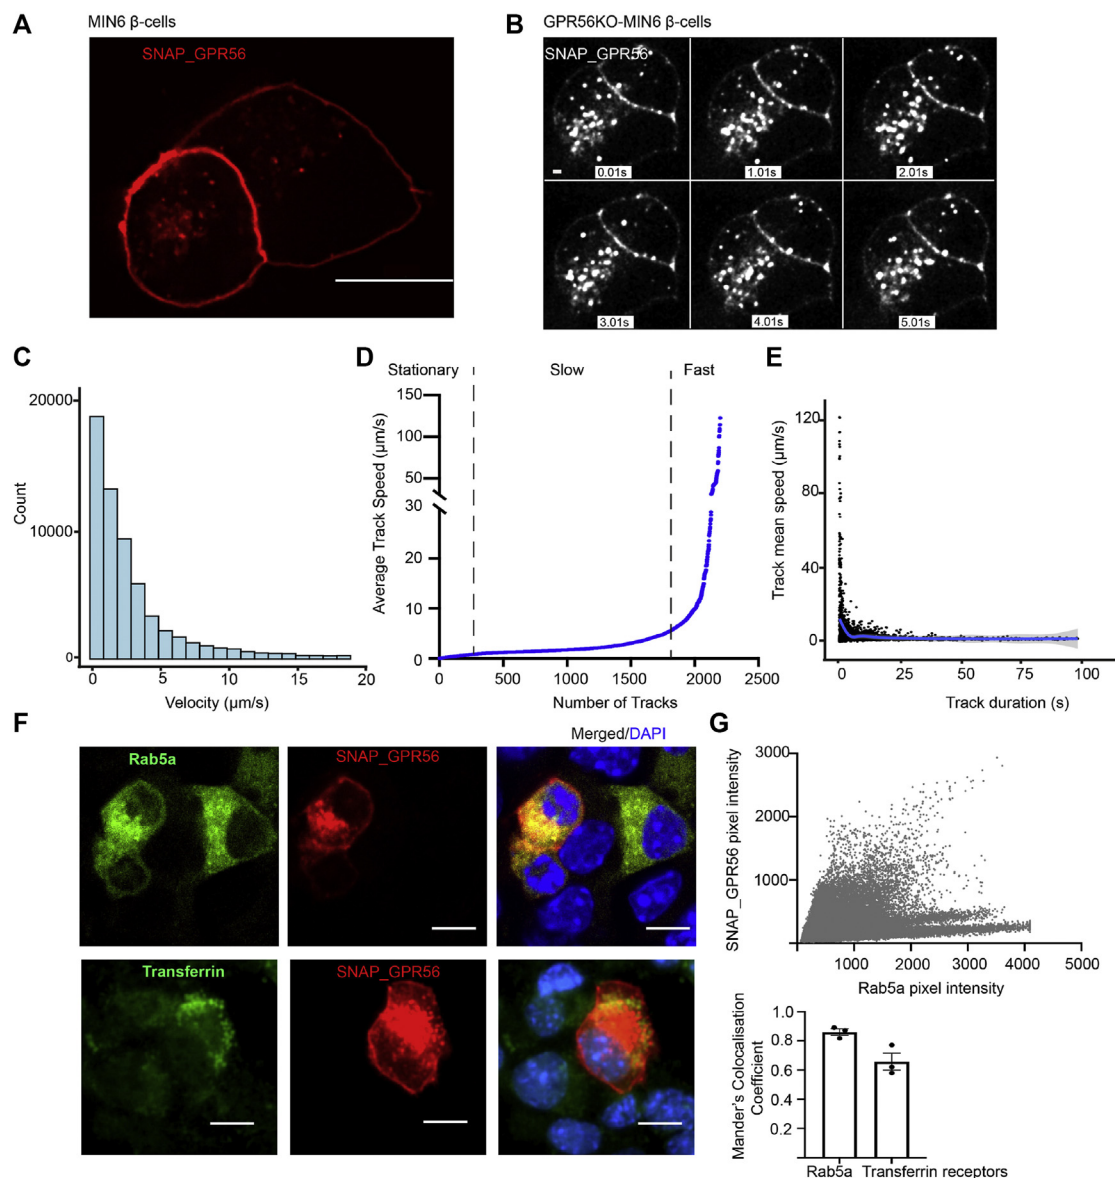 A
MIN6 β-cells
SNAP_GPR56
B
GPR56KO-MIN6 β-cells
SNAP_GPR56
0.01s
1.01s
2.01s
3.01s
4.01s
5.01s
C
Count
20000
10000
0
0
5
10
15
20
Velocity (μm/s)
D
Stationary
Slow
Fast
Average Track Speed (μm/s)
150
100
50
30
20
10
0
0
500
1000
1500
2000
2500
Number of Tracks
E
Track mean speed (μm/s)
120
80
40
0
0
25
50
75
100
Track duration (s)
F
Merged/DAPI
Rab5a
SNAP_GPR56
Transferrin
SNAP_GPR56
G
SNAP_GPR56 pixel intensity
3000
2000
1000
1000
2000
3000
4000
5000
Rab5a pixel intensity
Mander's Colocalisation
Coefficient
1.0
0.8
0.6
0.4
0.2
Rab5a
Transferrin receptors